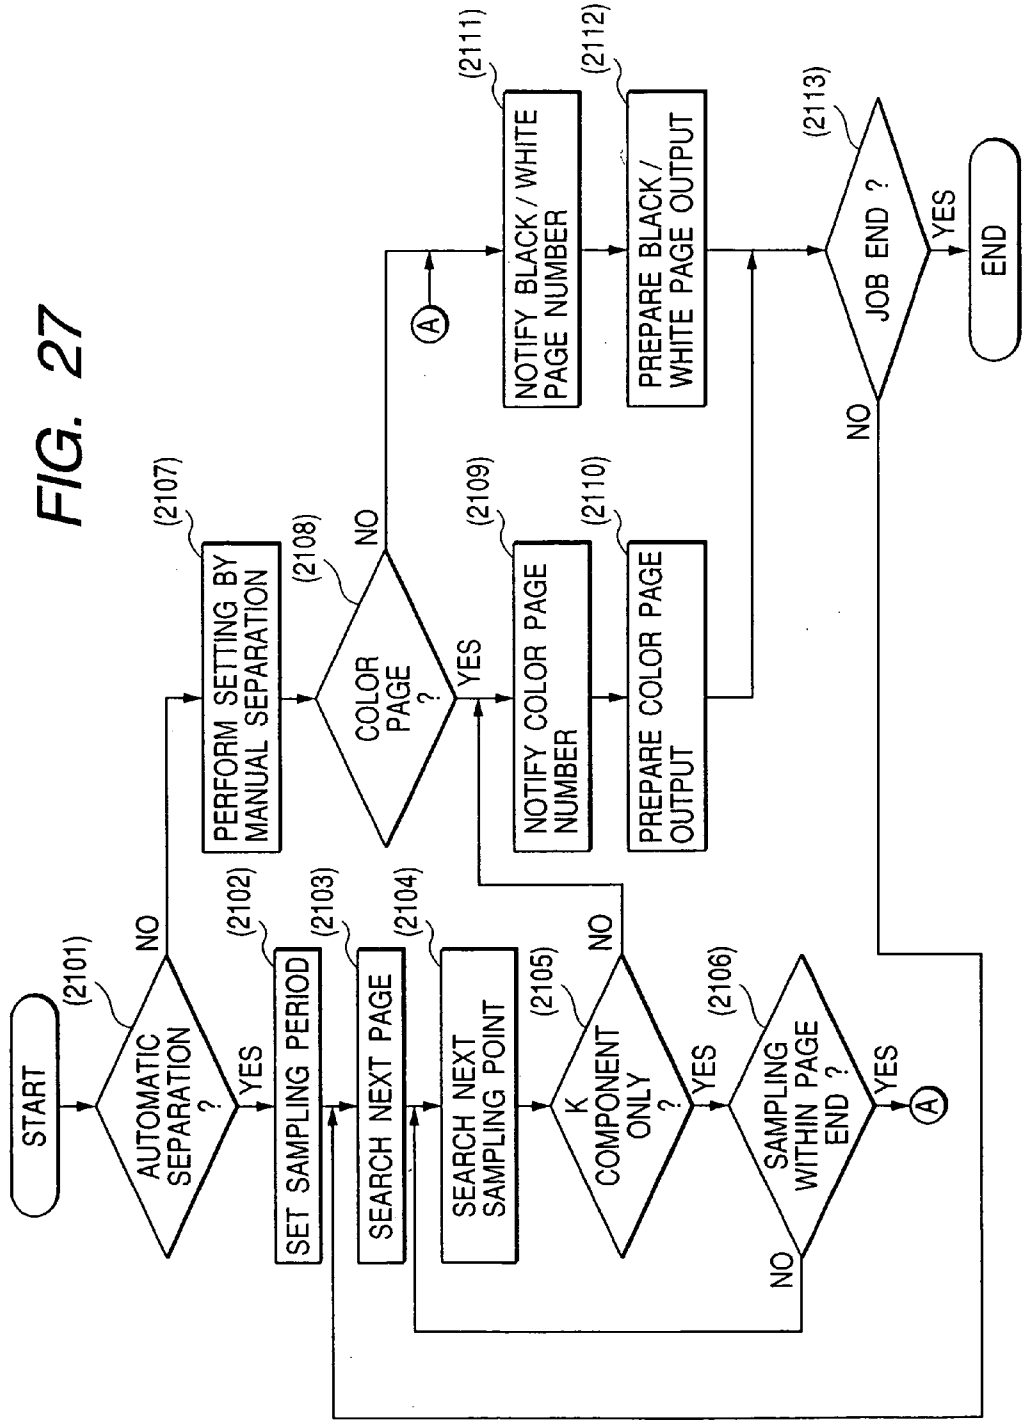 FIG. 27
START
(2101)
AUTOMATIC
SEPARATION
?
NO
YES
(2102)
SET SAMPLING PERIOD
(2103)
SEARCH NEXT PAGE
(2104)
SEARCH NEXT
SAMPLING POINT
(2105)
K
COMPONENT
ONLY
?
NO
YES
(2106)
SAMPLING
WITHIN PAGE
END ?
NO
YES
A
(2107)
PERFORM SETTING BY
MANUAL SEPARATION
(2108)
COLOR
PAGE
?
NO
YES
(2109)
NOTIFY COLOR PAGE
NUMBER
(2110)
PREPARE COLOR PAGE
OUTPUT
A
(2111)
NOTIFY BLACK / WHITE
PAGE NUMBER
(2112)
PREPARE BLACK /
WHITE PAGE OUTPUT
(2113)
JOB END ?
NO
YES
END